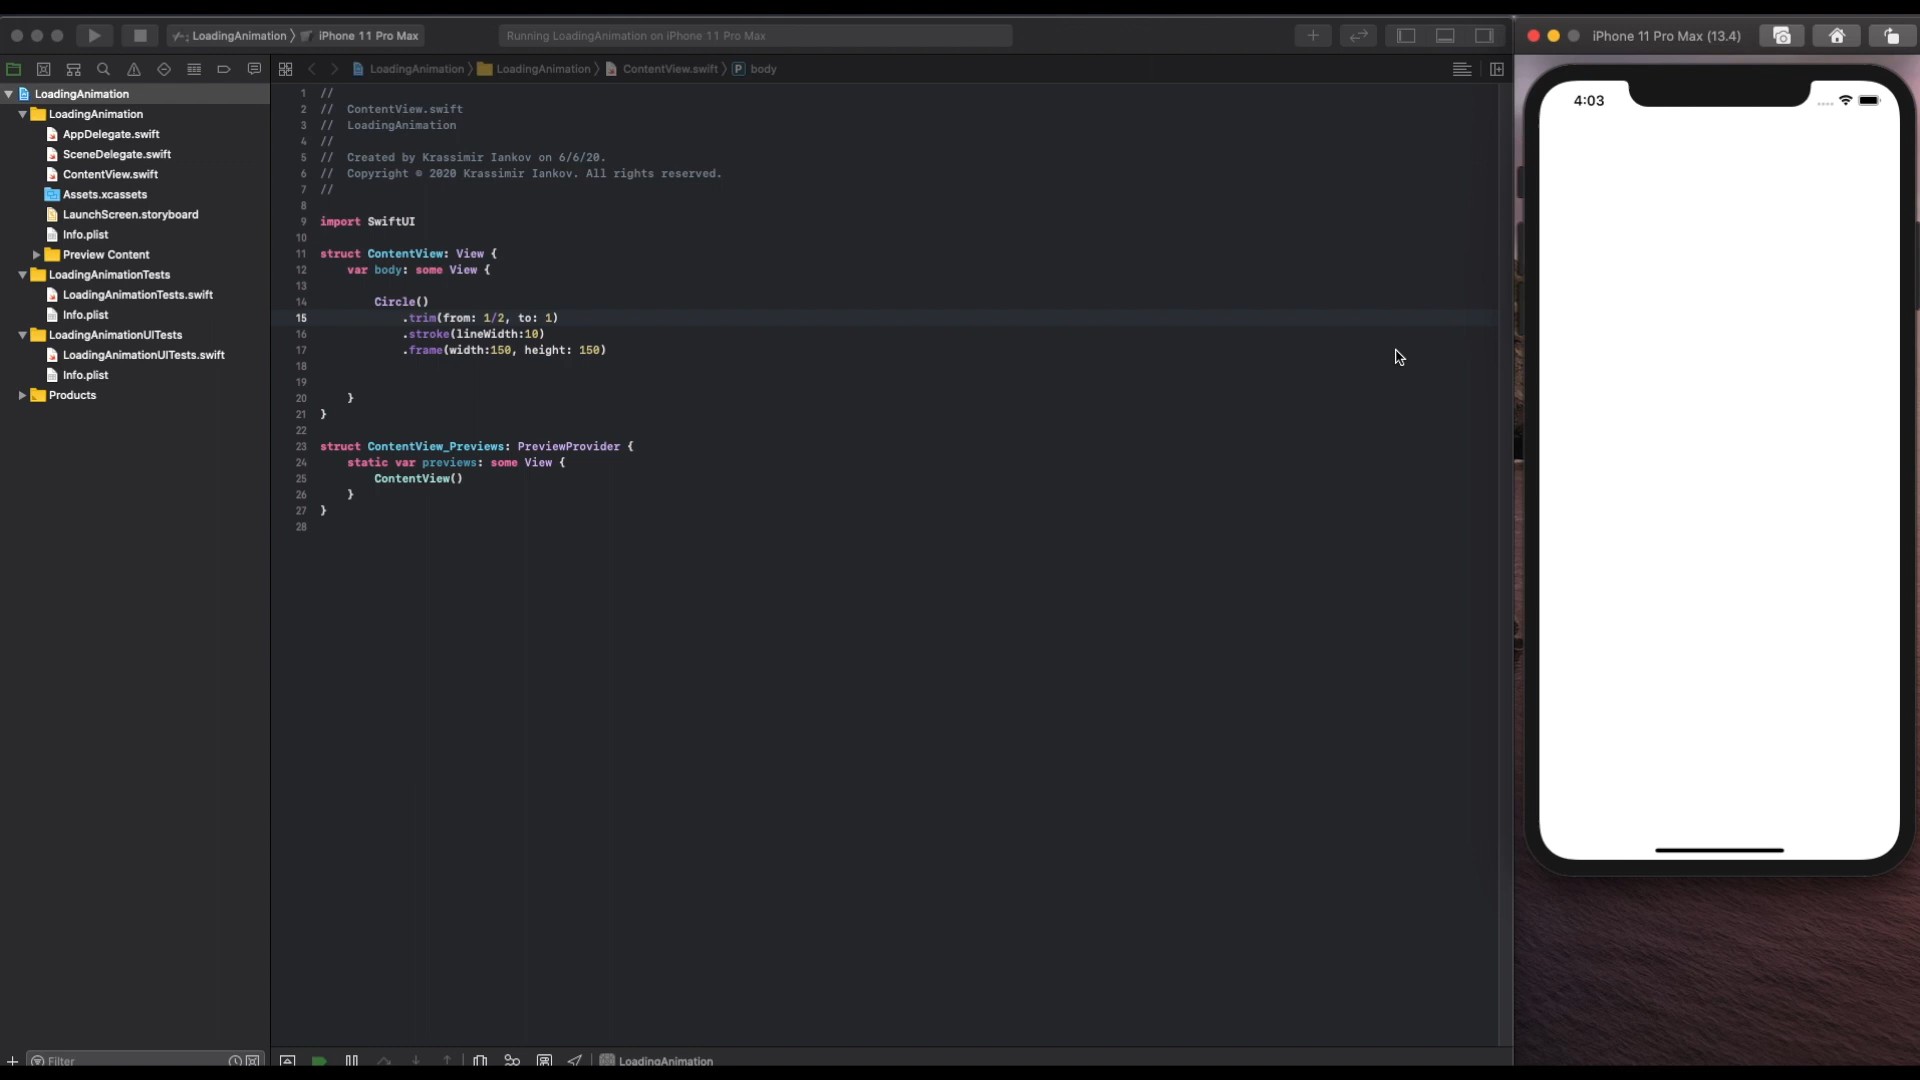 LoadingAnimation 〉 iPhone 11 Pro Max
Running LoadingAnimation on iPhone 11 Pro Max
iPhone 11 Pro Max (13.4)
LoadingAnimation 〉 LoadingAnimation 〉 ContentView.swift 〉 P body
LoadingAnimation
LoadingAnimation
AppDelegate.swift
SceneDelegate.swift
ContentView.swift
Assets.xcassets
LaunchScreen.storyboard
Info.plist
Preview Content
LoadingAnimationTests
LoadingAnimationTests.swift
Info.plist
LoadingAnimationUITests
LoadingAnimationUITests.swift
Info.plist
Products
Filter
1 //
2 // ContentView.swift
3 // LoadingAnimation
4 //
5 // Created by Krassimir Iankov on 6/6/20.
6 // Copyright © 2020 Krassimir Iankov. All rights reserved.
7 //
8
9 import SwiftUI
10
11 struct ContentView: View {
12 var body: some View {
13
14 Circle()
15 .trim(from: 1/2, to: 1)
16 .stroke(lineWidth:10)
17 .frame(width:150, height: 150)
18
19
20 }
21 }
22
23 struct ContentView_Previews: PreviewProvider {
24 static var previews: some View {
25 ContentView()
26 }
27 }
28
LoadingAnimation
4:03